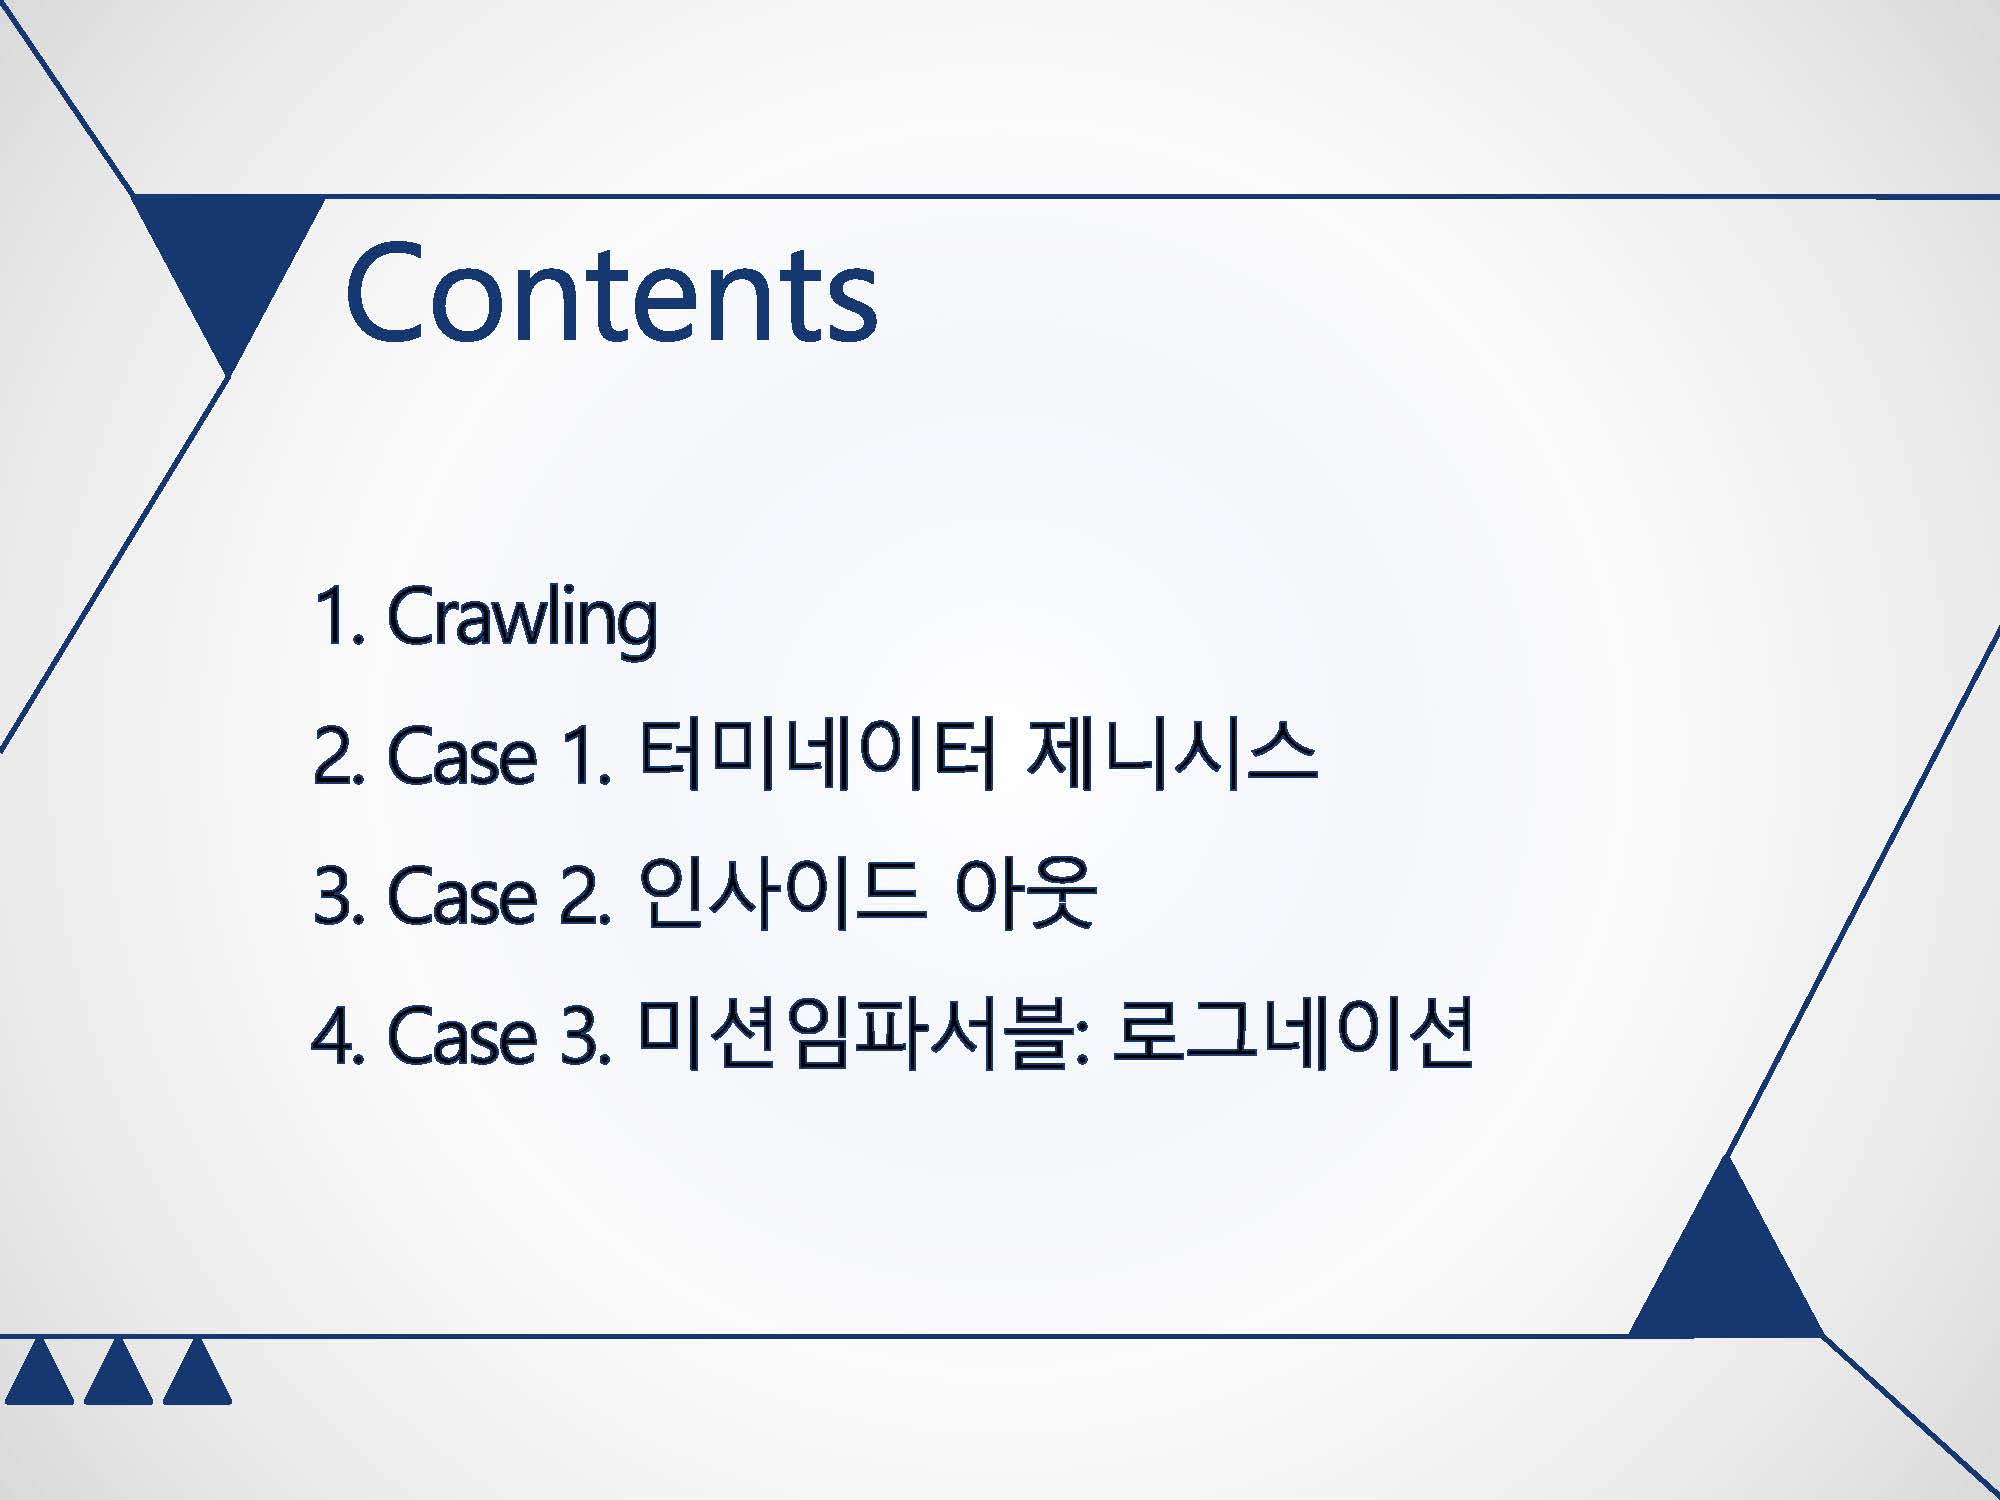 Contents
1. Crawling
2. Case 1. 터미네이터 제니시스
3. Case 2. 인사이드 아웃
4. Case 3. 미션임파서블: 로그네이션